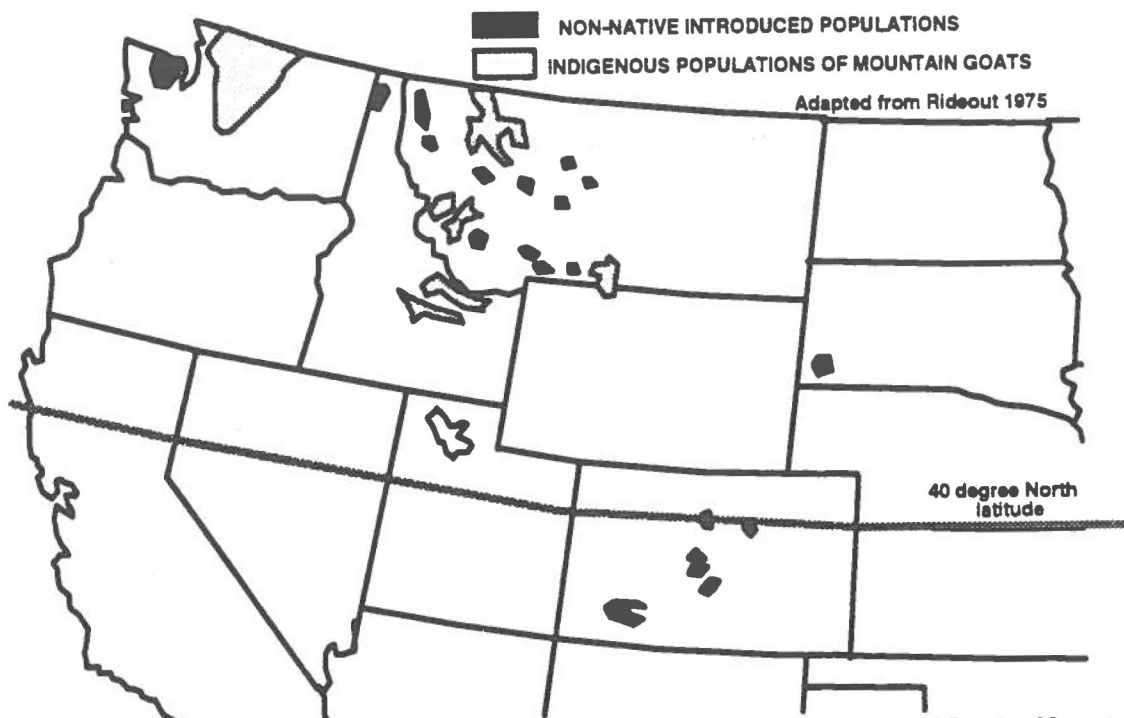 NON-NATIVE INTRODUCED POPULATIONS
INDIGENOUS POPULATIONS OF MOUNTAIN GOATS
Adapted from Rideout 1975
40 degree North
latitude